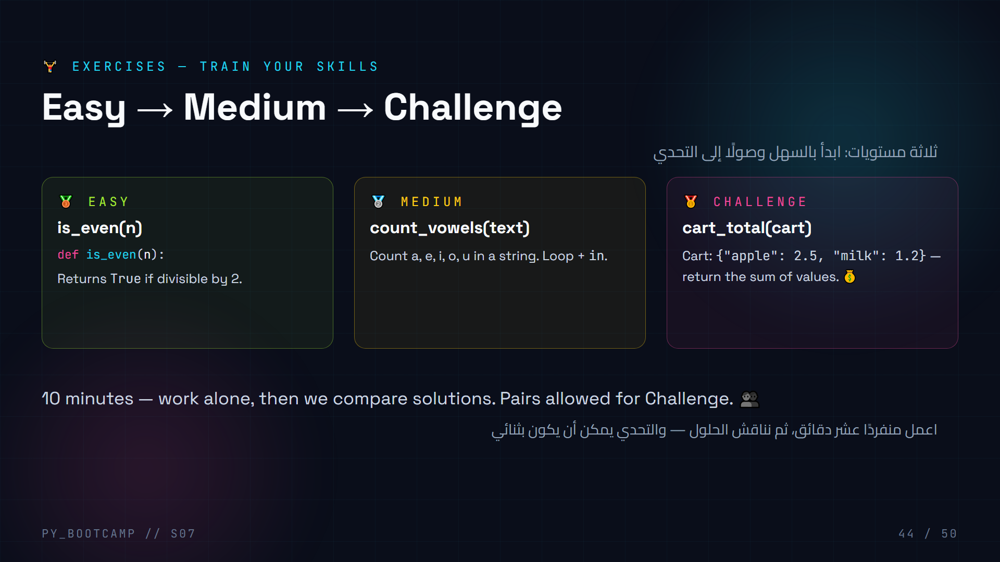 🏋️ EXERCISES — TRAIN YOUR SKILLS
Easy → Medium → Challenge
ثلاثة مستويات: ابدأ بالسهل وصولًا إلى التحدي
🥉 EASY
is_even(n)
def is_even(n):
Returns True if divisible by 2.
🥈 MEDIUM
count_vowels(text)
Count a, e, i, o, u in a string. Loop + in.
🥇 CHALLENGE
cart_total(cart)
Cart: {"apple": 2.5, "milk": 1.2} —
return the sum of values. 💰
10 minutes — work alone, then we compare solutions. Pairs allowed for Challenge. 👥
اعمل منفردًا عشر دقائق، ثم نناقش الحلول — والتحدي يمكن أن يكون بثنائي
PY_BOOTCAMP // S07
44 / 50